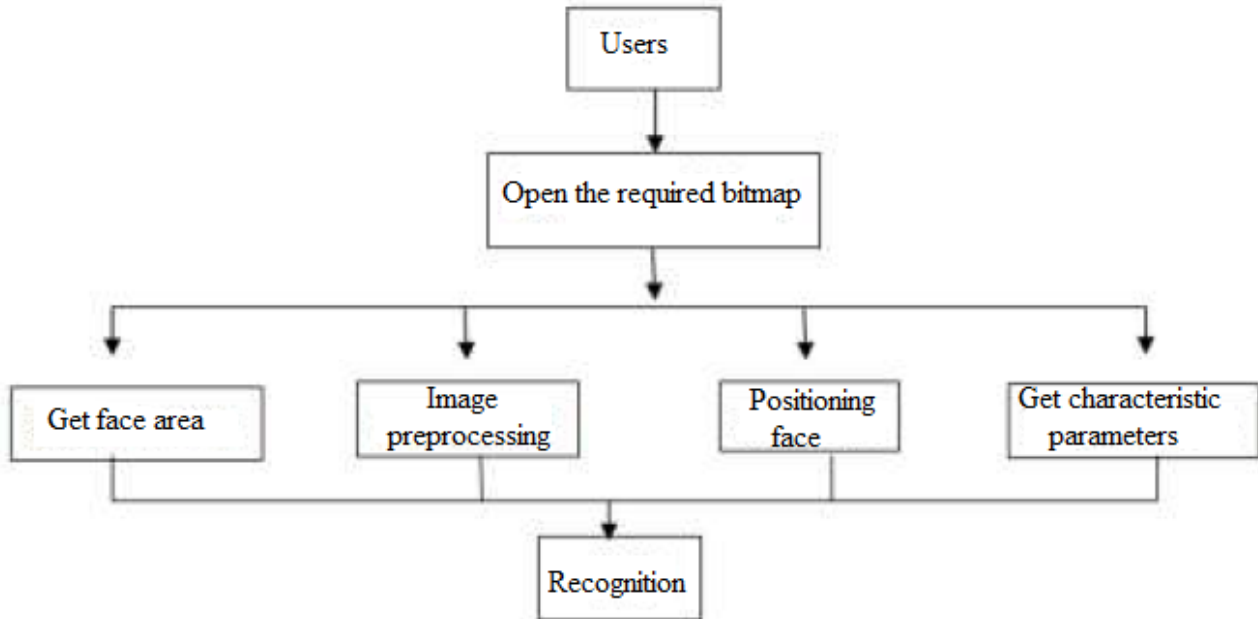 Users
Open the required bitmap
Get face area
Image
preprocessing
Positioning
face
Get characteristic
parameters
Recognition